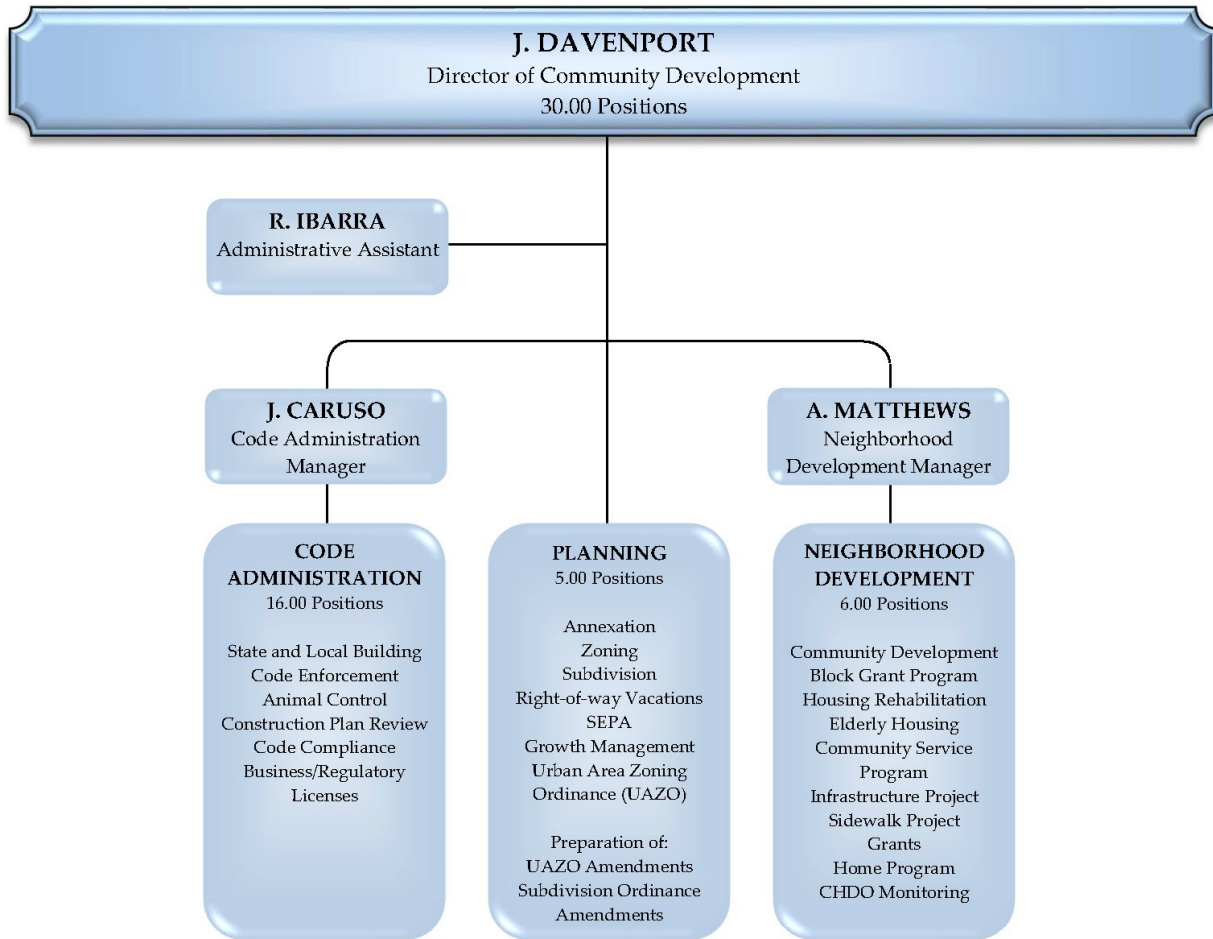 J. DAVENPORT
Director of Community Development
30.00 Positions
R. IBARRA
Administrative Assistant
J. CARUSO
Code Administration
Manager
A. MATTHEWS
Neighborhood
Development Manager
CODE
ADMINISTRATION
16.00 Positions
State and Local Building
Code Enforcement
Animal Control
Construction Plan Review
Code Compliance
Business/Regulatory
Licenses
PLANNING
5.00 Positions
Annexation
Zoning
Subdivision
Right-of-way Vacations
SEPA
Growth Management
Urban Area Zoning
Ordinance (UAZO)
Preparation of:
UAZO Amendments
Subdivision Ordinance
Amendments
NEIGHBORHOOD
DEVELOPMENT
6.00 Positions
Community Development
Block Grant Program
Housing Rehabilitation
Elderly Housing
Community Service
Program
Infrastructure Project
Sidewalk Project
Grants
Home Program
CHDO Monitoring